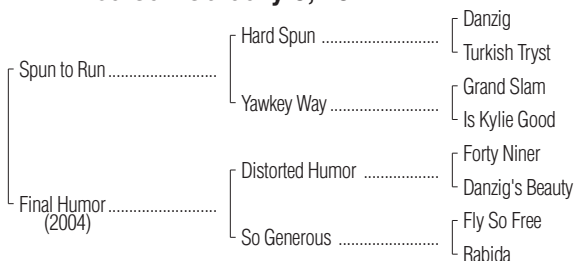 Danzig
Hard Spun
Turkish Tryst
Spun to Run
Grand Slam
Yawkey Way
Is Kylie Good
Forty Niner
Distorted Humor
Danzig's Beauty
Final Humor
(2004)
Fly So Free
So Generous
Rabida